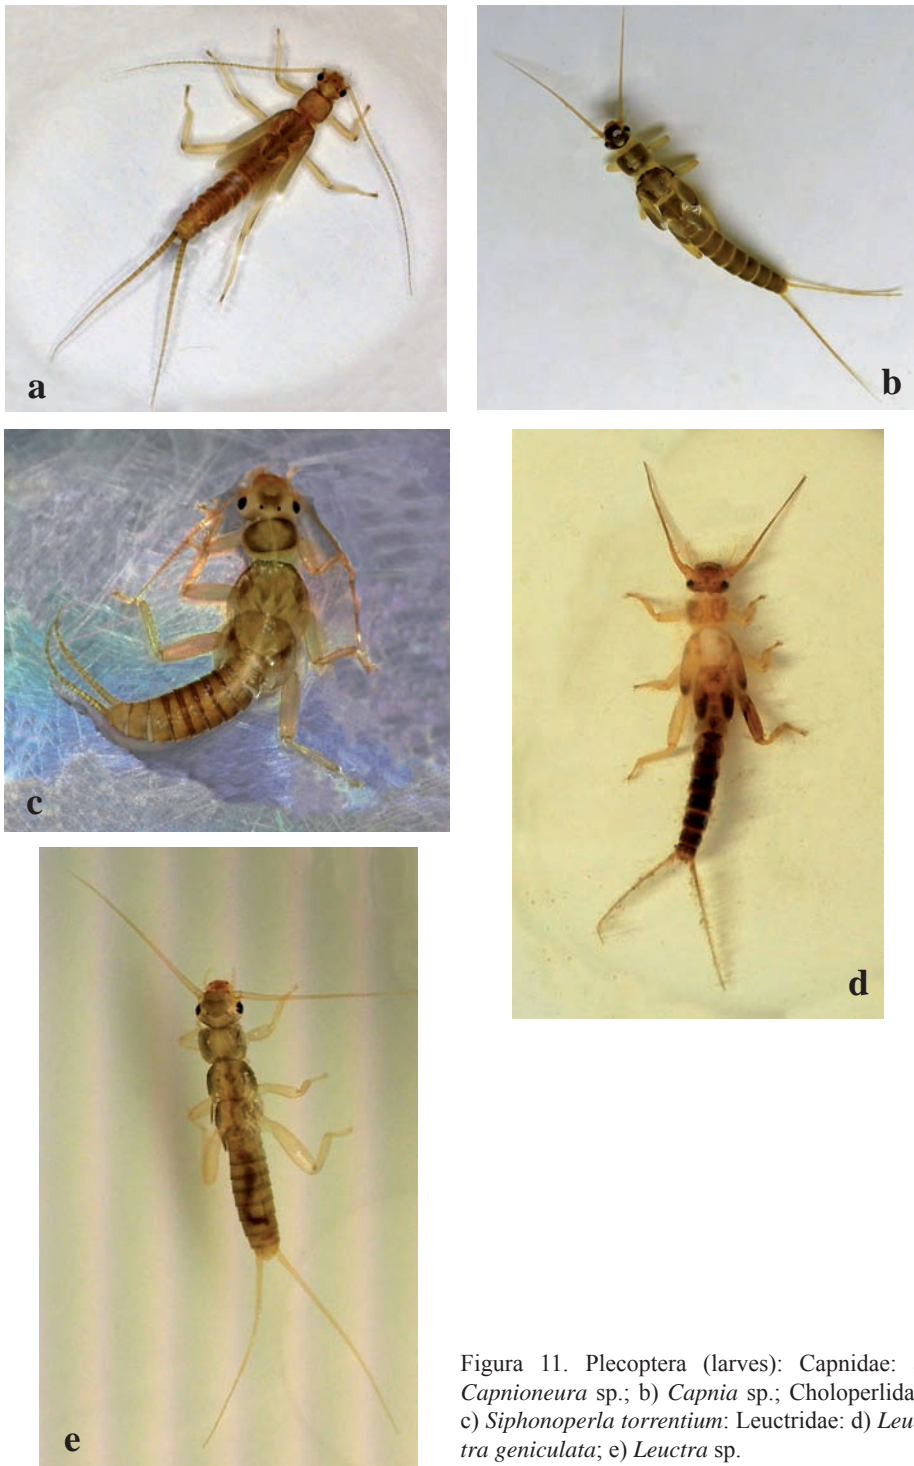 a
b
c
d
e
Figura 11. Plecoptera (larves): Capnidae:
Capnioneura sp.; b) Capnia sp.; Choloperlida
c) Siphonoperla torrentium: Leuctridae: d) Leu
tra geniculata; e) Leuctra sp.